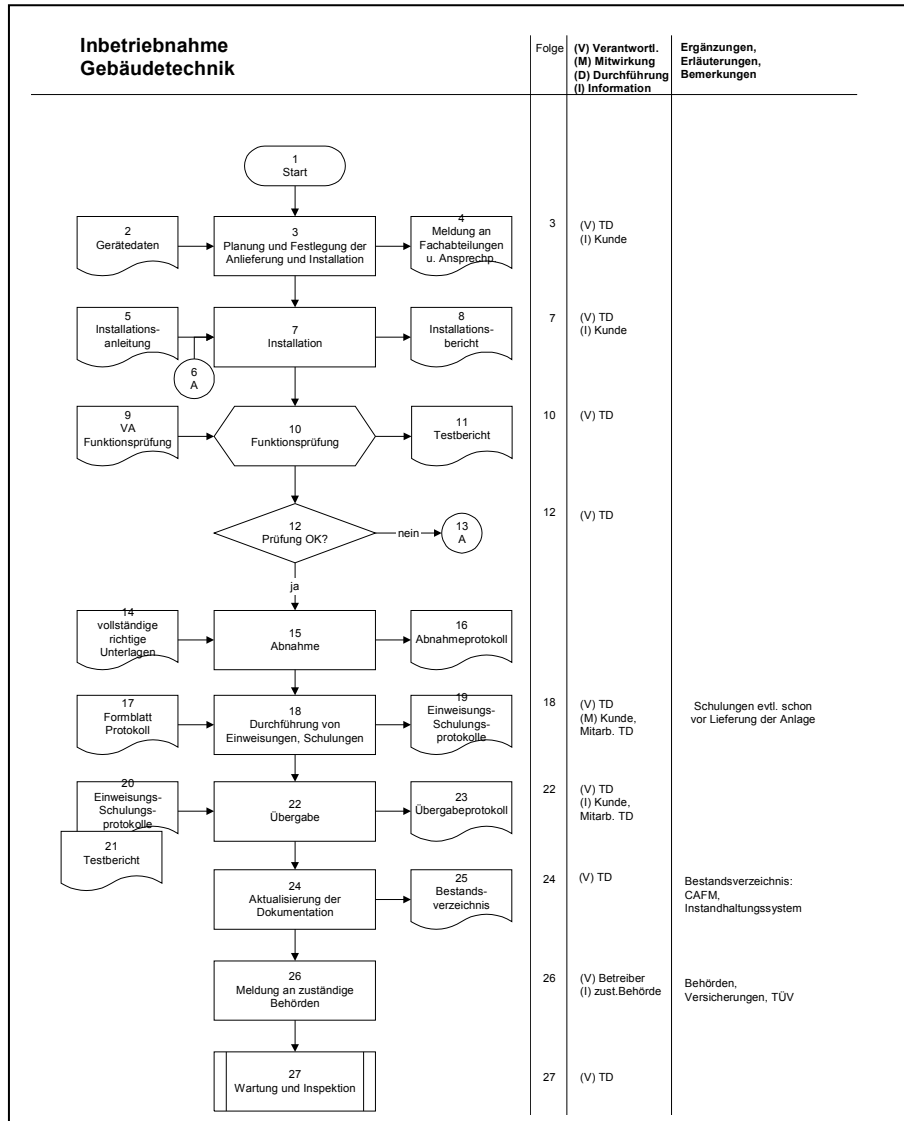 Inbetriebnahme
Gebäudetechnik
Folge
(V) Verantwortl.
(M) Mitwirkung
(D) Durchführung
(I) Information
Ergänzungen,
Erläuterungen,
Bemerkungen
1
Start
2
Gerätedaten
3
Planung und Festlegung der
Anlieferung und Installation
4
Meldung an
Fachabteilungen
u. Ansprechp.
3
(V) TD
(I) Kunde
5
Installations-
anleitung
6
A
7
Installation
8
Installations-
bericht
7
(V) TD
(I) Kunde
9
VA
Funktionsprüfung
10
Funktionsprüfung
11
Testbericht
10
(V) TD
12
Prüfung OK?
nein
13
A
12
(V) TD
ja
14
vollständige
richtige
Unterlagen
15
Abnahme
16
Abnahmeprotokoll
17
Formblatt
Protokoll
18
Durchführung von
Einweisungen, Schulungen
19
Einweisungs-
Schulungs-
protokolle
18
(V) TD
(M) Kunde,
Mitarb. TD
Schulungen evtl. schon
vor Lieferung der Anlage
20
Einweisungs-
Schulungs-
protokolle
21
Testbericht
22
Übergabe
23
Übergabeprotokoll
22
(V) TD
(I) Kunde,
Mitarb. TD
24
Aktualisierung der
Dokumentation
25
Bestands-
verzeichnis
24
(V) TD
Bestandsverzeichnis:
CAFM,
Instandhaltungssystem
26
Meldung an zuständige
Behörden
26
(V) Betreiber
(I) zust.Behörde
Behörden,
Versicherungen, TÜV
27
Wartung und Inspektion
27
(V) TD